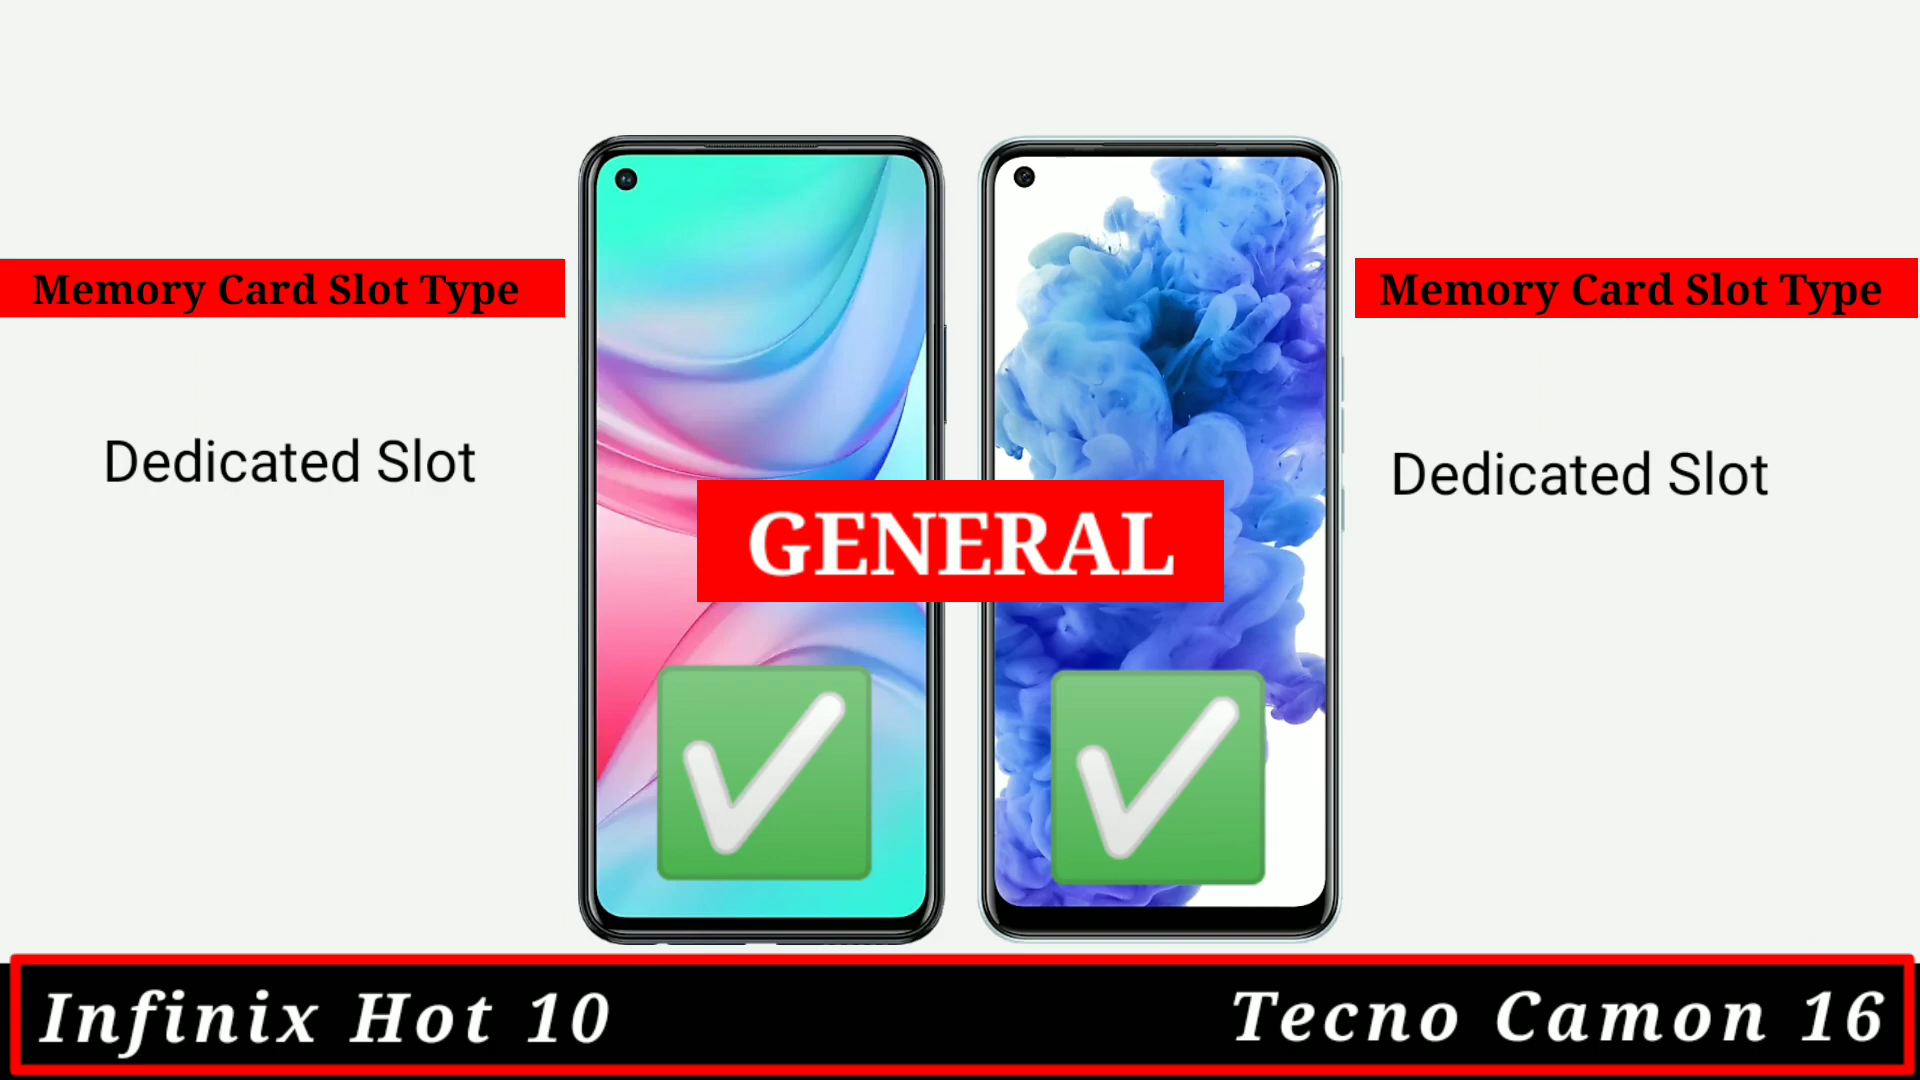 Memory Card Slot Type
Dedicated Slot
Memory Card Slot Type
Dedicated Slot
GENERAL
Infinix Hot 10
Tecno Camon 16